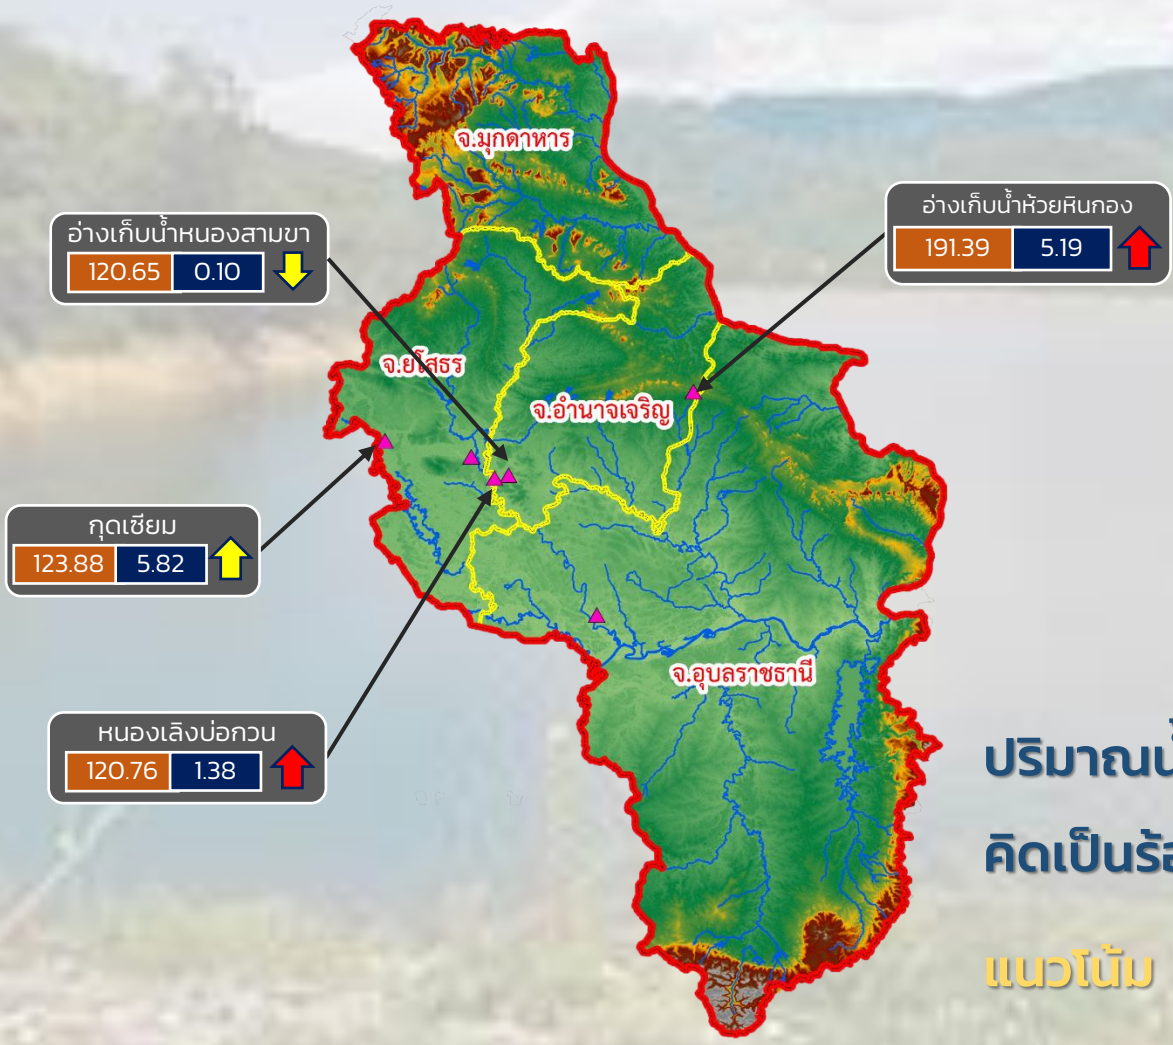 จ.มุกดาหาร
อ่างเก็บน้ำห้วยหินกอง
191.39 5.19
อ่างเก็บน้ำหนองสามขา
120.65 0.10
จ.ยโสธร
จ.อำนาจเจริญ
กุดเซียม
123.88 5.82
จ.อุบลราชธานี
หนองเลิงบ่อกวน
120.76 1.38
คิดเป็น
แนวโน้ม